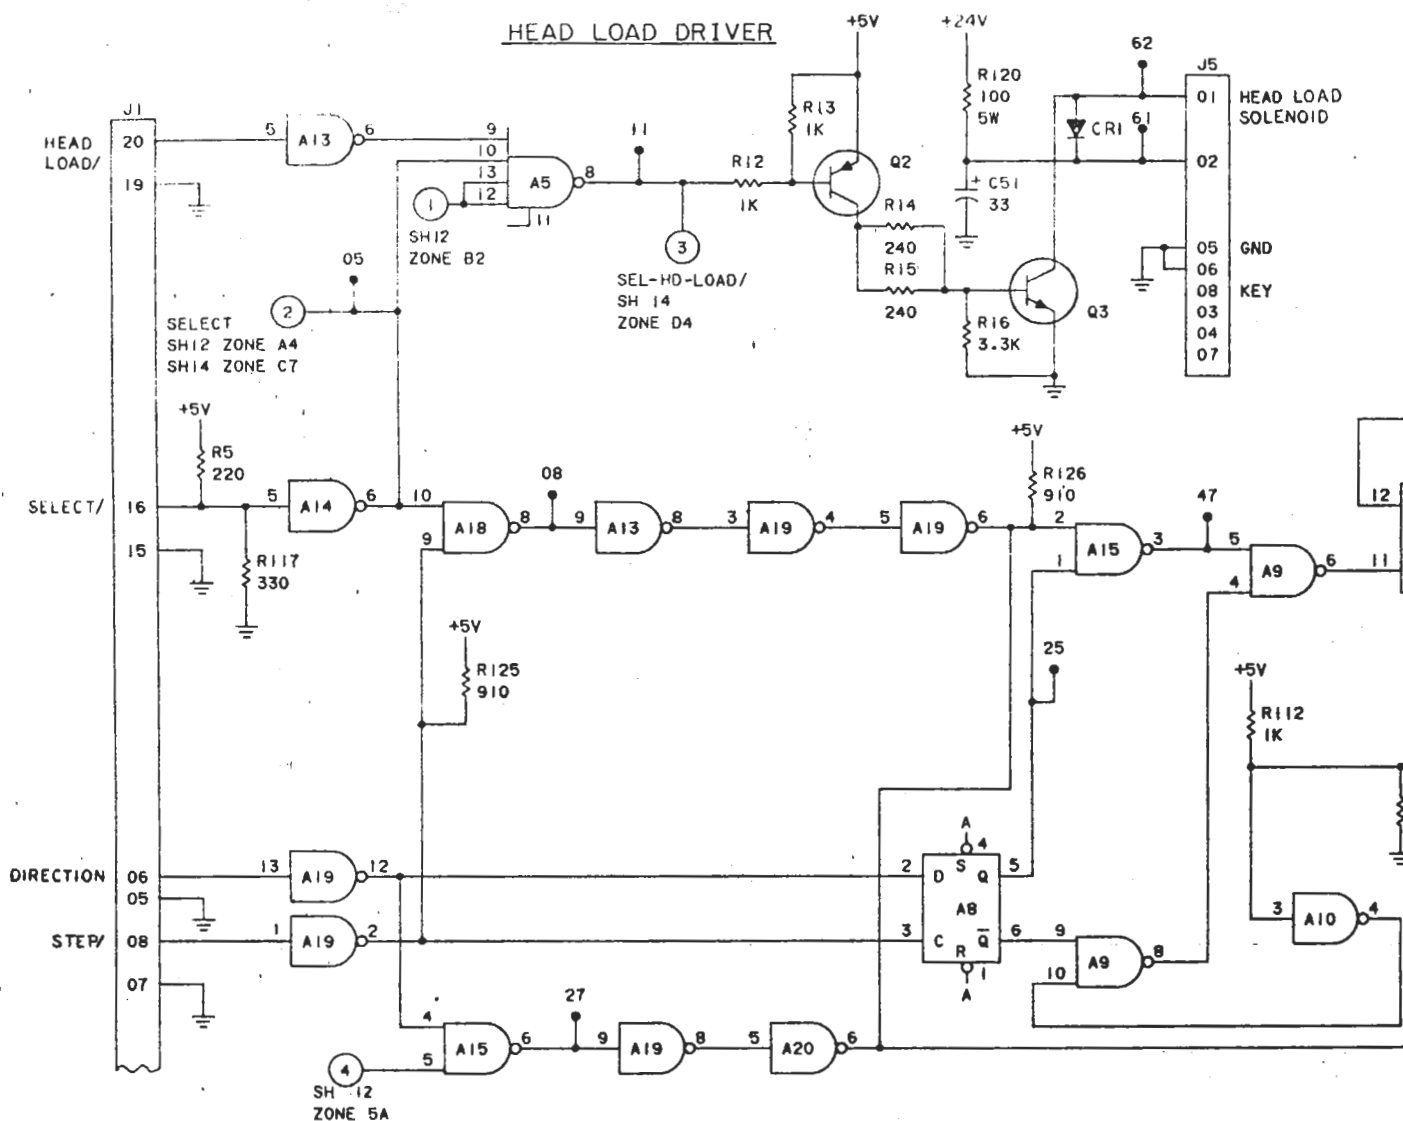 HEAD LOAD DRIVER
+5V
+24V
62
J5
R120
100
5W
01
HEAD LOAD
SOLENOID
CR1
61
02
J1
HEAD
LOAD/
20
19
5
A13
6
9
10
13
12
A5
8
11
1
SH12
ZONE B2
11
R12
1K
R13
1K
Q2
3
SEL-HD-LOAD/
SH 14
ZONE D4
R14
240
R15
240
+
C51
33
Q3
R16
3.3K
05
GND
06
08
KEY
03
04
07
05
2
SELECT
SH12 ZONE A4
SH14 ZONE C7
+5V
R5
220
SELECT/
16
15
5
A14
6
R117
330
10
9
A18
8
08
9
A13
8
3
A19
4
5
A19
6
+5V
R126
910
2
1
A15
3
47
5
4
A9
6
12
11
+5V
R125
910
25
+5V
R112
1K
DIRECTION
06
05
13
A19
12
STEP/
08
07
1
A19
2
A
4
2
D
S
Q
5
A8
3
C
R
Q̅
6
1
A
9
10
A9
8
3
A10
4
4
5
A15
6
27
9
A19
8
5
A20
6
4
SH 12
ZONE 5A